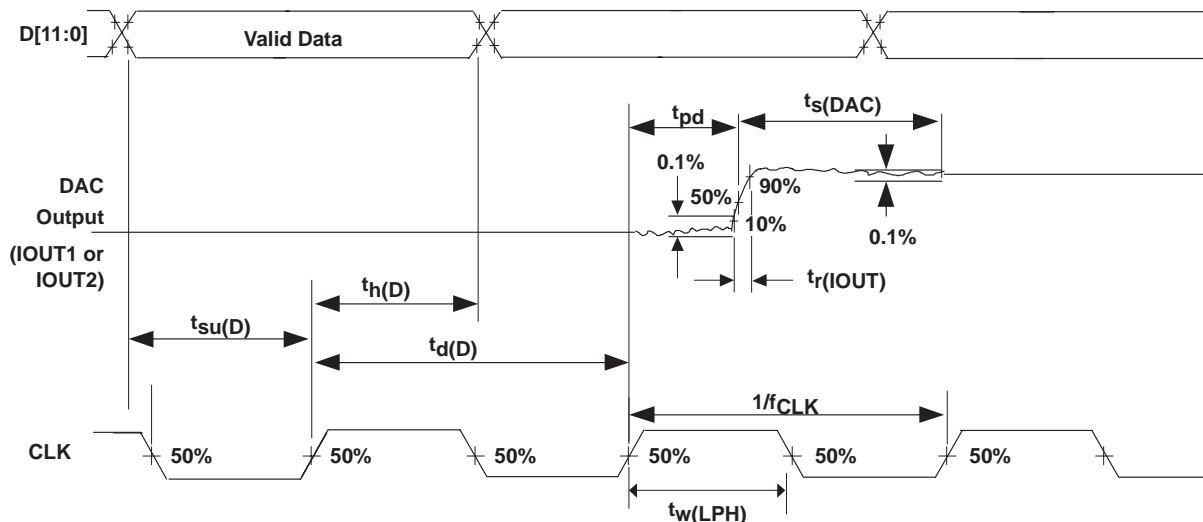 D[11:0]
Valid Data
tpd
ts(DAC)
0.1%
DAC
Output
(IOUT1 or
IOUT2)
50%
90%
10%
0.1%
tr(IOUT)
th(D)
tsu(D)
td(D)
1/fCLK
CLK
50%
50%
50%
50%
50%
50%
tw(LPH)